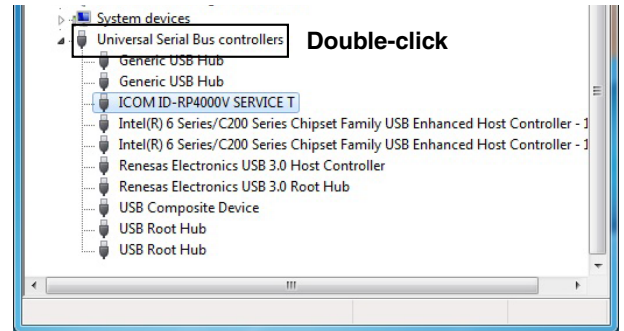 System devices
Universal Serial Bus controllers Double-click
Generic USB Hub
Generic USB Hub
ICOM ID-RP4000V SERVICE T
Intel(R) 6 Series/C200 Series Chipset Family USB Enhanced Host Controller - 1
Intel(R) 6 Series/C200 Series Chipset Family USB Enhanced Host Controller - 1
Renesas Electronics USB 3.0 Host Controller
Renesas Electronics USB 3.0 Root Hub
USB Composite Device
USB Root Hub
USB Root Hub